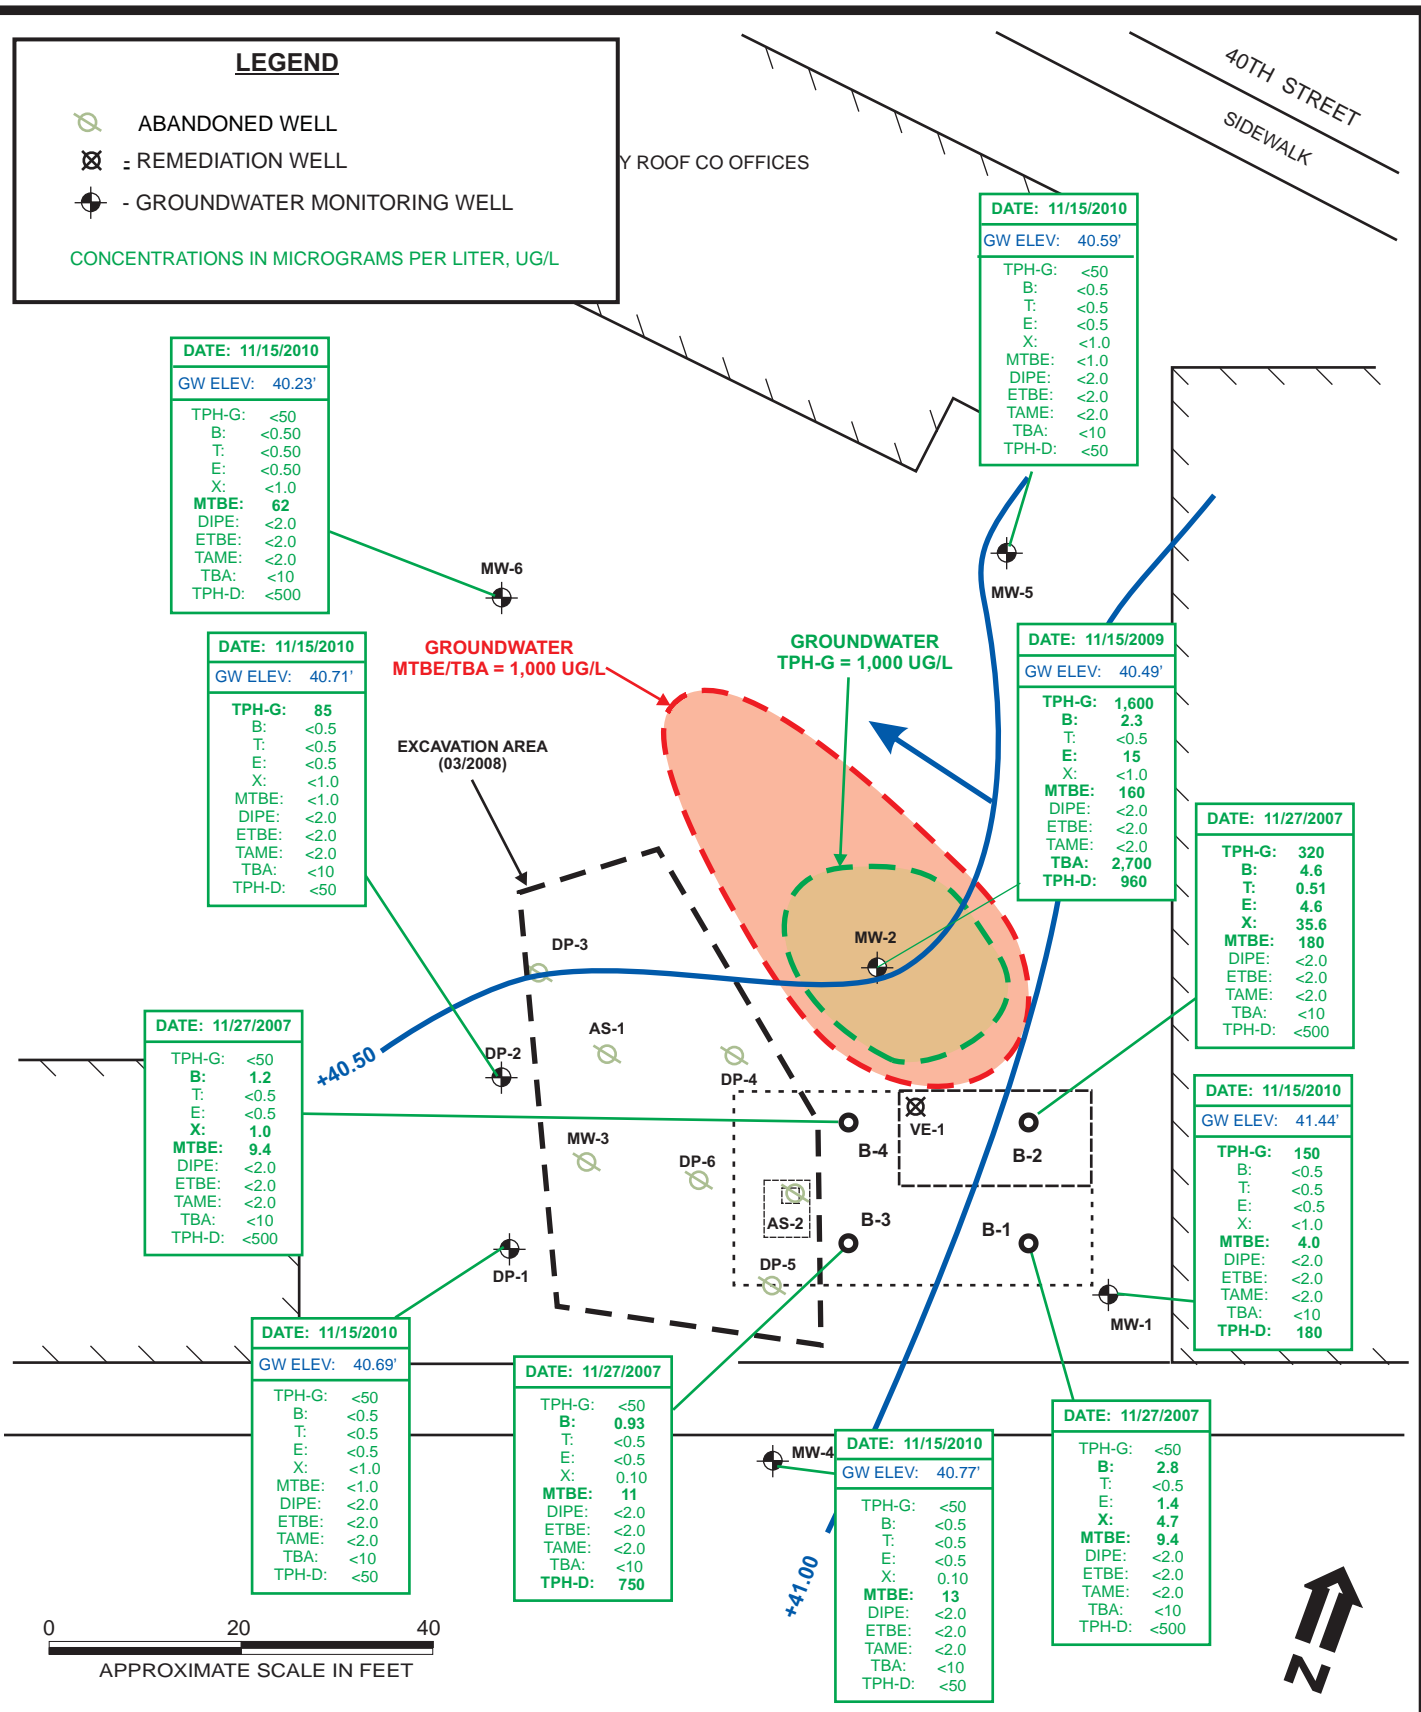 LEGEND
ABANDONED WELL
- REMEDIATION WELL
- GROUNDWATER MONITORING WELL
CONCENTRATIONS IN MICROGRAMS PER LITER, UG/L
Y ROOF CO OFFICES
40TH STREET
SIDEWALK
DATE: 11/15/2010
GW ELEV: 40.59'
TPH-G: <50
B: <0.5
T: <0.5
E: <0.5
X: <1.0
MTBE: <1.0
DIPE: <2.0
ETBE: <2.0
TAME: <2.0
TBA: <10
TPH-D: <50
DATE: 11/15/2010
GW ELEV: 40.23'
TPH-G: <50
B: <0.50
T: <0.50
E: <0.50
X: <1.0
MTBE: 62
DIPE: <2.0
ETBE: <2.0
TAME: <2.0
TBA: <10
TPH-D: <500
MW-6
MW-5
DATE: 11/15/2010
GW ELEV: 40.71'
TPH-G: 85
B: <0.5
T: <0.5
E: <0.5
X: <1.0
MTBE: <1.0
DIPE: <2.0
ETBE: <2.0
TAME: <2.0
TBA: <10
TPH-D: <50
GROUNDWATER
MTBE/TBA = 1,000 UG/L
GROUNDWATER
TPH-G = 1,000 UG/L
EXCAVATION AREA
(03/2008)
DATE: 11/15/2009
GW ELEV: 40.49'
TPH-G: 1,600
B: 2.3
T: <0.5
E: 15
X: <1.0
MTBE: 160
DIPE: <2.0
ETBE: <2.0
TAME: <2.0
TBA: 2,700
TPH-D: 960
DATE: 11/27/2007
TPH-G: 320
B: 4.6
T: 0.51
E: 4.6
X: 35.6
MTBE: 180
DIPE: <2.0
ETBE: <2.0
TAME: <2.0
TBA: <10
TPH-D: <500
MW-2
DP-3
AS-1
DP-2
DP-4
+40.50
DATE: 11/27/2007
TPH-G: <50
B: 1.2
T: <0.5
E: <0.5
X: 1.0
MTBE: 9.4
DIPE: <2.0
ETBE: <2.0
TAME: <2.0
TBA: <10
TPH-D: <500
VE-1
B-4
B-2
MW-3
DP-6
AS-2
B-3
B-1
DP-1
DP-5
MW-1
DATE: 11/15/2010
GW ELEV: 41.44'
TPH-G: 150
B: <0.5
T: <0.5
E: <0.5
X: <1.0
MTBE: 4.0
DIPE: <2.0
ETBE: <2.0
TAME: <2.0
TBA: <10
TPH-D: 180
DATE: 11/15/2010
GW ELEV: 40.69'
TPH-G: <50
B: <0.5
T: <0.5
E: <0.5
X: <1.0
MTBE: <1.0
DIPE: <2.0
ETBE: <2.0
TAME: <2.0
TBA: <10
TPH-D: <50
DATE: 11/27/2007
TPH-G: <50
B: 0.93
T: <0.5
E: <0.5
X: 0.10
MTBE: 11
DIPE: <2.0
ETBE: <2.0
TAME: <2.0
TBA: <10
TPH-D: 750
MW-4
DATE: 11/15/2010
GW ELEV: 40.77'
TPH-G: <50
B: <0.5
T: <0.5
E: <0.5
X: 0.10
MTBE: 13
DIPE: <2.0
ETBE: <2.0
TAME: <2.0
TBA: <10
TPH-D: <50
DATE: 11/27/2007
TPH-G: <50
B: 2.8
T: <0.5
E: 1.4
X: 4.7
MTBE: 9.4
DIPE: <2.0
ETBE: <2.0
TAME: <2.0
TBA: <10
TPH-D: <500
+41.00
0 20 40
APPROXIMATE SCALE IN FEET
N